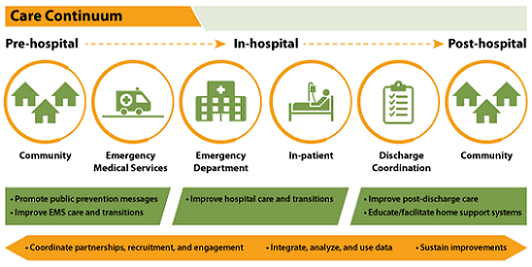 Care Continuum
Pre-hospital
In-hospital
Post-hospital
Community
Emergency
Medical Services
Emergency
Department
In-patient
Discharge
Coordination
Community
• Promote public prevention messages
• Improve EMS care and transitions
• Improve hospital care and transitions
• Improve post-discharge care
• Educate/facilitate home support systems
• Coordinate partnerships, recruitment, and engagement
• Integrate, analyze, and use data
• Sustain improvements